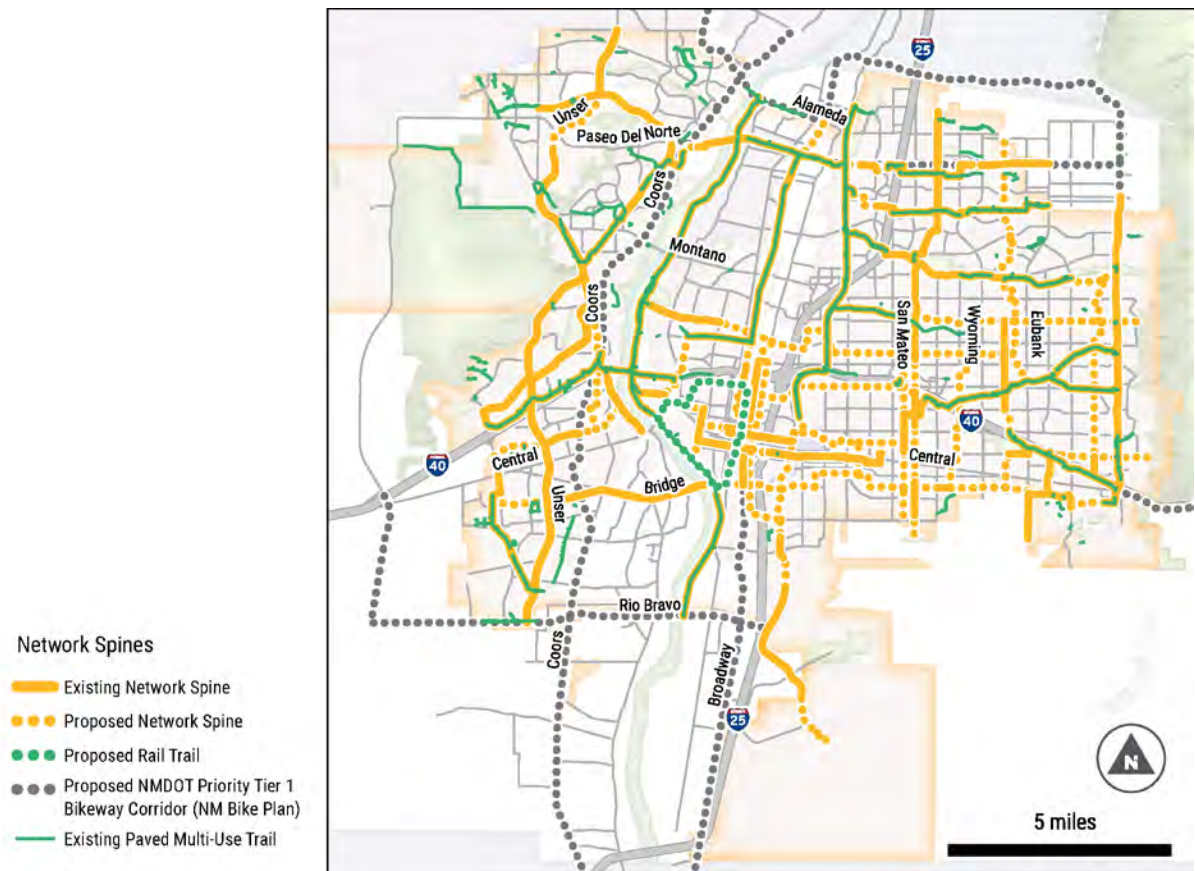 25
Alameda
Unser
Paseo Del Norte
Coors
Montano
Coors
San Mateo
Wyoming
Eubank
40
Central
Central
40
Unser
Bridge
Rio Bravo
Coors
Broadway
25
N
5 miles
Network Spines
Existing Network Spine
Proposed Network Spine
Proposed Rail Trail
Proposed NMDOT Priority Tier 1
Bikeway Corridor (NM Bike Plan)
Existing Paved Multi-Use Trail